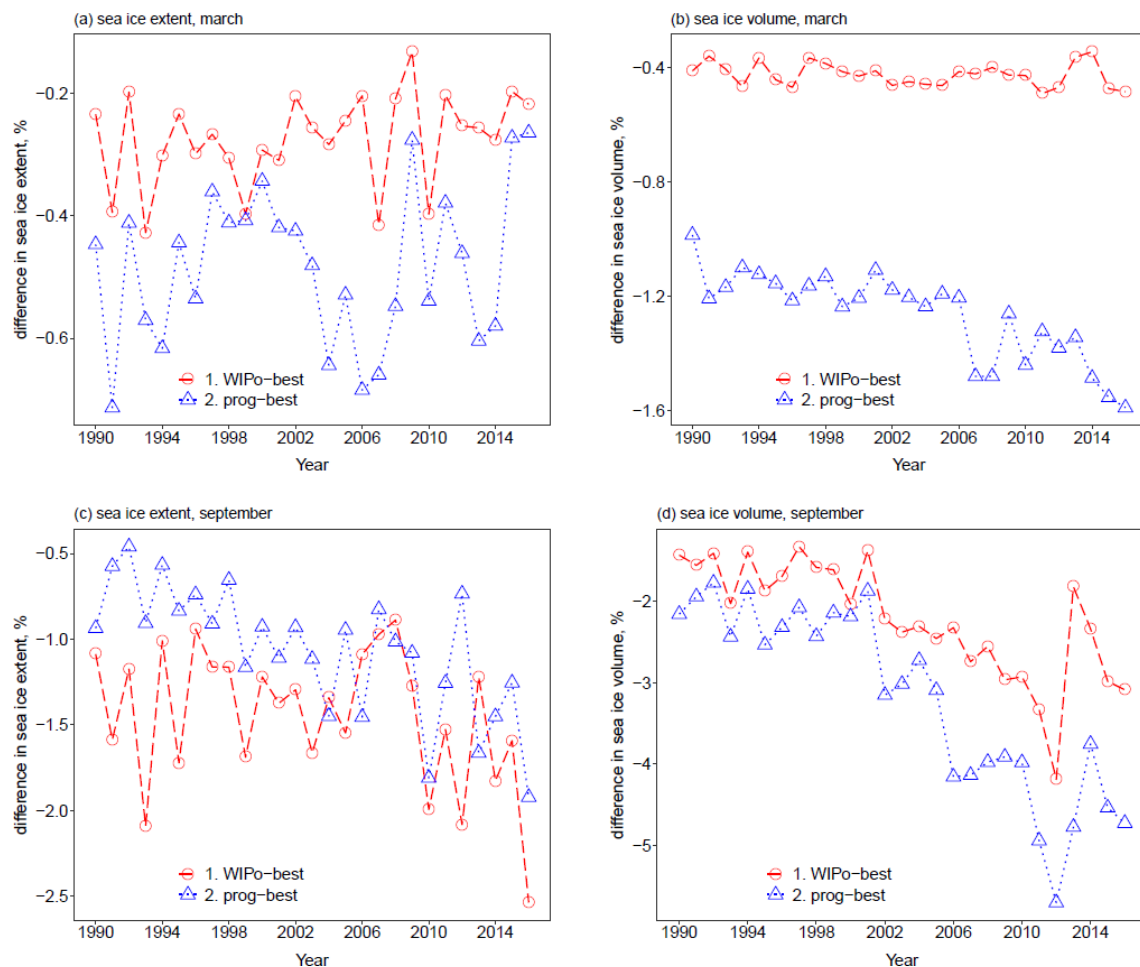 (a) sea ice extent, march
difference in sea ice extent, %
−0.2
−0.4
−0.6
1. WIPo−best
2. prog−best
1990 1994 1998 2002 2006 2010 2014
Year
(b) sea ice volume, march
difference in sea ice volume, %
−0.4
−0.8
−1.2
−1.6
1. WIPo−best
2. prog−best
1990 1994 1998 2002 2006 2010 2014
Year
(c) sea ice extent, september
difference in sea ice extent, %
−0.5
−1.0
−1.5
−2.0
−2.5
1. WIPo−best
2. prog−best
1990 1994 1998 2002 2006 2010 2014
Year
(d) sea ice volume, september
difference in sea ice volume, %
−2
−3
−4
−5
1. WIPo−best
2. prog−best
1990 1994 1998 2002 2006 2010 2014
Year